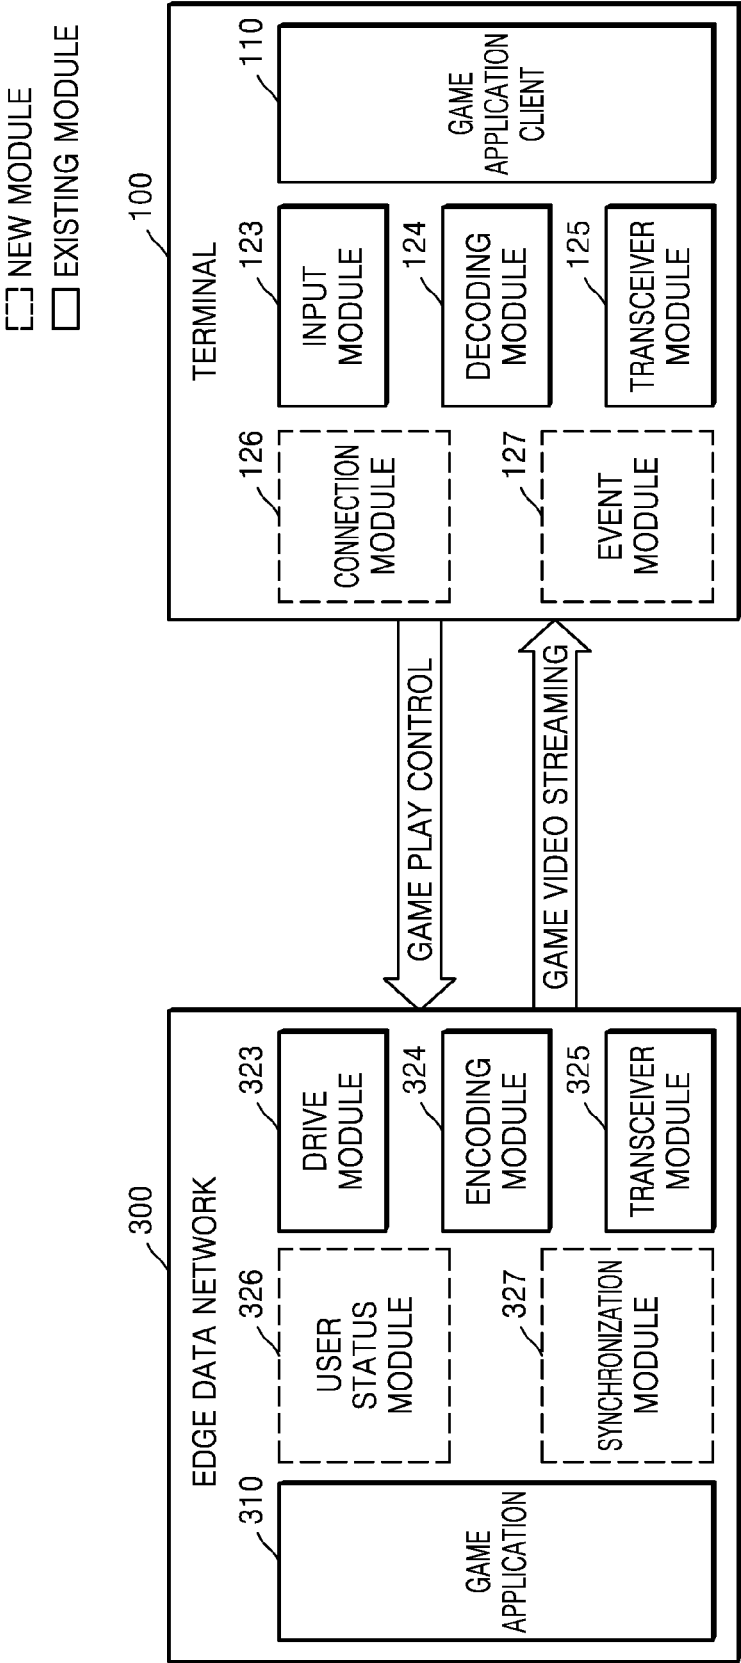 NEW MODULE
EXISTING MODULE
300
EDGE DATA NETWORK
310
GAME
APPLICATION
326
USER
STATUS
MODULE
327
SYNCHRONIZATION
MODULE
323
DRIVE
MODULE
324
ENCODING
MODULE
325
TRANSCEIVER
MODULE
GAME PLAY CONTROL
GAME VIDEO STREAMING
100
TERMINAL
126
CONNECTION
MODULE
127
EVENT
MODULE
123
INPUT
MODULE
124
DECODING
MODULE
125
TRANSCEIVER
MODULE
110
GAME
APPLICATION
CLIENT